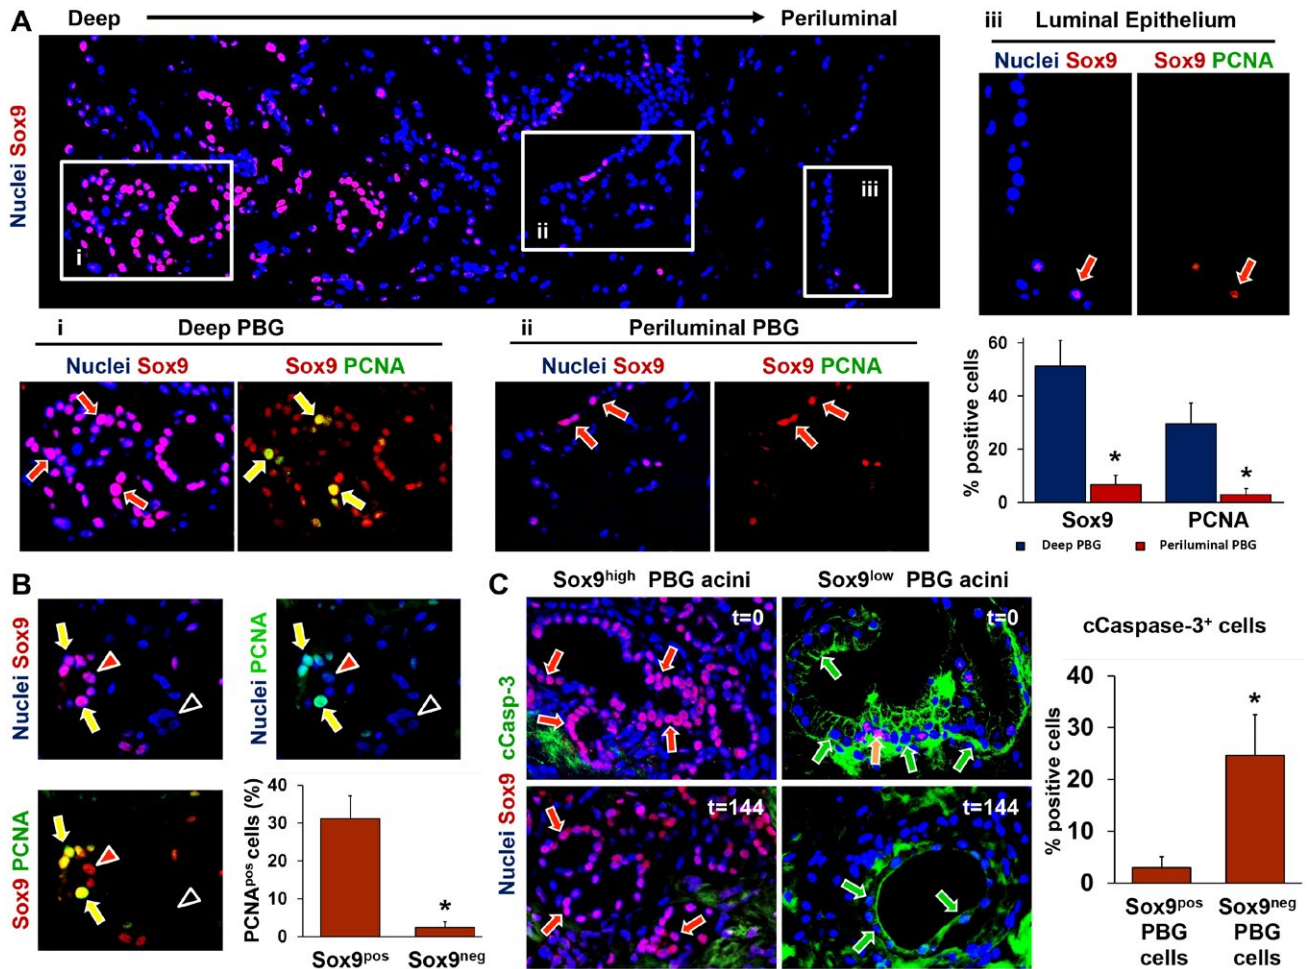 A
Deep
Periluminal
Nuclei Sox9
i
ii
iii
iii
Luminal Epithelium
Nuclei Sox9
Sox9 PCNA
i
Deep PBG
Nuclei Sox9
Sox9 PCNA
ii
Periluminal PBG
Nuclei Sox9
Sox9 PCNA
% positive cells
60
40
20
0
*
*
Sox9
PCNA
Deep PBG
Periluminal PBG
B
Nuclei Sox9
Nuclei PCNA
Sox9 PCNA
PCNApos cells (%)
40
30
20
10
0
*
Sox9pos
Sox9neg
C
Sox9high PBG acini
Sox9low PBG acini
Nuclei Sox9 cCasp-3
t=0
t=0
t=144
t=144
cCaspase-3+ cells
% positive cells
40
30
20
10
0
*
Sox9pos
PBG
cells
Sox9neg
PBG
cells